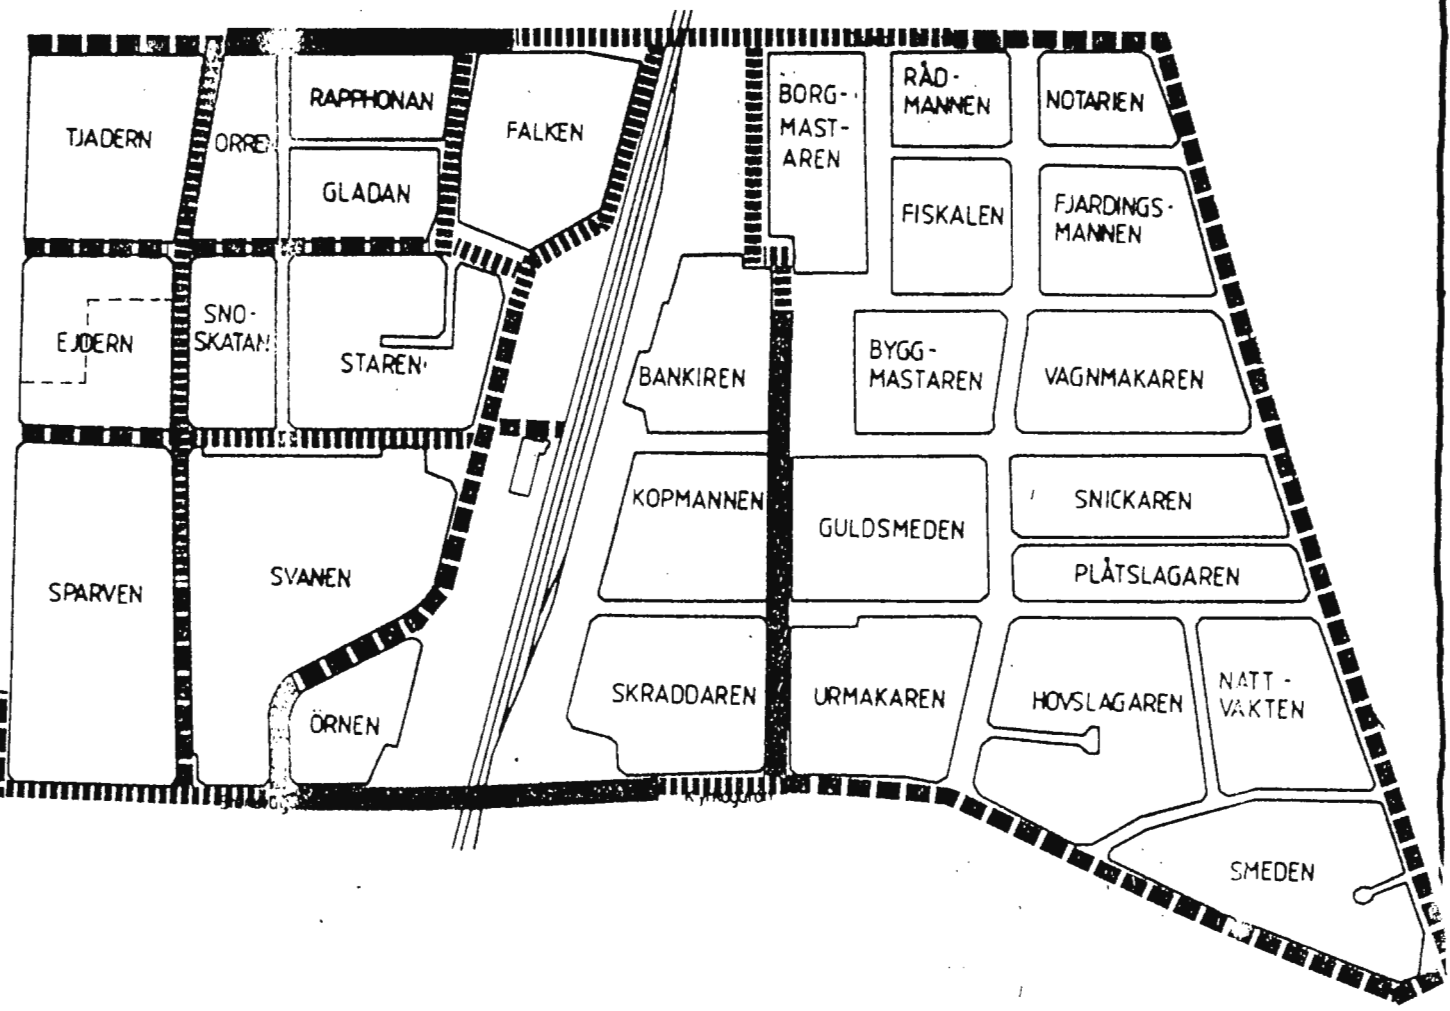 TJADERN
ORREN
RAPPHONAN
GLADAN
FALKEN
BORG-
MAST-
AREN
RÅD-
MANNEN
NOTARIEN
FISKALEN
FJARDINGS-
MANNEN
EJDERN
SNO-
SKATAN
STAREN
BANKIREN
BYGG-
MASTAREN
VAGNMAKAREN
KOPMANNEN
GULDSMEDEN
SNICKAREN
PLÅTSLAGAREN
SPARVEN
SVANEN
ÖRNEN
SKRADDAREN
URMAKAREN
HOVSLAGAREN
NATT-
VAKTEN
SMEDEN